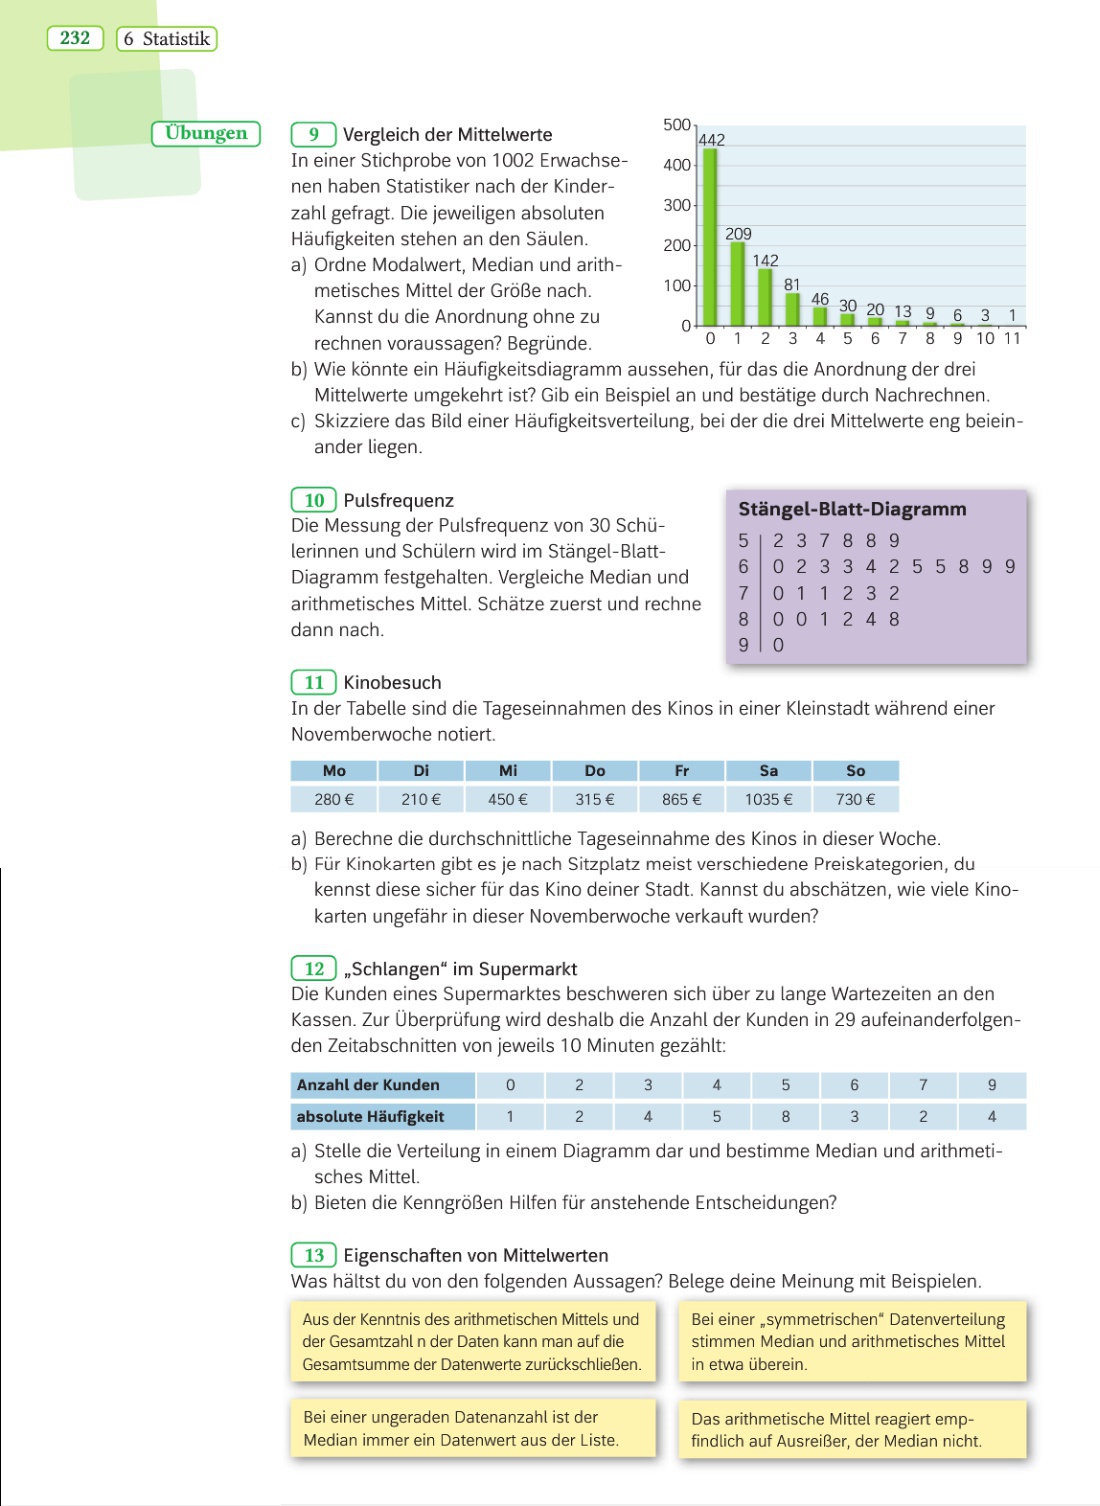 232 6 Statistik
Übungen
9 Vergleich der Mittelwerte
In einer Stichprobe von 1002 Erwachse-
nen haben Statistiker nach der Kinder-
zahl gefragt. Die jeweiligen absoluten
Häufigkeiten stehen an den Säulen.
a) Ordne Modalwert, Median und arith-
metisches Mittel der Größe nach.
Kannst du die Anordnung ohne zu
rechnen voraussagen? Begründe.
500
400
300
200
100
0
442 209 142 81 46 30 20 13 9 6 3 1
0 1 2 3 4 5 6 7 8 9 10 11
b) Wie könnte ein Häufigkeitsdiagramm aussehen, für das die Anordnung der drei
Mittelwerte umgekehrt ist? Gib ein Beispiel an und bestätige durch Nachrechnen.
c) Skizziere das Bild einer Häufigkeitsverteilung, bei der die drei Mittelwerte eng beiein-
ander liegen.
10 Pulsfrequenz
Die Messung der Pulsfrequenz von 30 Schü-
lerinnen und Schülern wird im Stängel-Blatt-
Diagramm festgehalten. Vergleiche Median und
arithmetisches Mittel. Schätze zuerst und rechne
dann nach.
Stängel-Blatt-Diagramm
5 2 3 7 8 8 9
6 0 2 3 3 4 2 5 5 8 9 9
7 0 1 1 2 3 2
8 0 0 1 2 4 8
9 0
11 Kinobesuch
In der Tabelle sind die Tageseinnahmen des Kinos in einer Kleinstadt während einer
Novemberwoche notiert.
Mo Di Mi Do Fr Sa So
280 € 210 € 450 € 315 € 865 € 1035 € 730 €
a) Berechne die durchschnittliche Tageseinnahme des Kinos in dieser Woche.
b) Für Kinokarten gibt es je nach Sitzplatz meist verschiedene Preiskategorien, du
kennst diese sicher für das Kino deiner Stadt. Kannst du abschätzen, wie viele Kino-
karten ungefähr in dieser Novemberwoche verkauft wurden?
12 „Schlangen“ im Supermarkt
Die Kunden eines Supermarktes beschweren sich über zu lange Wartezeiten an den
Kassen. Zur Überprüfung wird deshalb die Anzahl der Kunden in 29 aufeinanderfolgen-
den Zeitabschnitten von jeweils 10 Minuten gezählt:
Anzahl der Kunden 0 2 3 4 5 6 7 9
absolute Häufigkeit 1 2 4 5 8 3 2 4
a) Stelle die Verteilung in einem Diagramm dar und bestimme Median und arithmeti-
sches Mittel.
b) Bieten die Kenngrößen Hilfen für anstehende Entscheidungen?
13 Eigenschaften von Mittelwerten
Was hältst du von den folgenden Aussagen? Belege deine Meinung mit Beispielen.
Aus der Kenntnis des arithmetischen Mittels und
der Gesamtzahl n der Daten kann man auf die
Gesamtsumme der Datenwerte zurückschließen.
Bei einer „symmetrischen“ Datenverteilung
stimmen Median und arithmetisches Mittel
in etwa überein.
Bei einer ungeraden Datenanzahl ist der
Median immer ein Datenwert aus der Liste.
Das arithmetische Mittel reagiert emp-
findlich auf Ausreißer, der Median nicht.